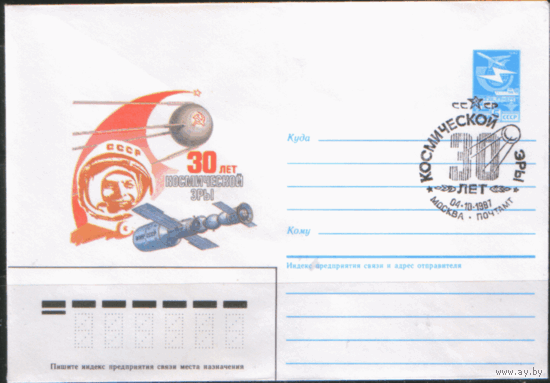 СССР
30 ЛЕТ
КОСМИЧЕСКОЙ
ЭРЫ
СССР
Куда
КОСМИЧЕСКОЙ ЭРЫ
30
ЛЕТ
04-10-1987
МОСКВА · ПОЧТАМТ
Кому
Индекс предприятия связи и адрес отправителя
Пишите индекс предприятия связи места назначения
www.ay.by